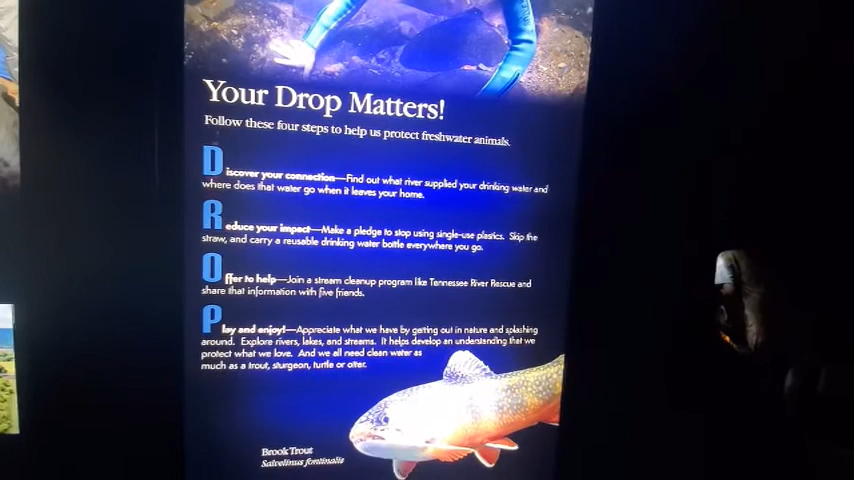 Your Drop Matters!
Follow these four steps to help us protect freshwater animals.
Discover your connection—Find out what river supplied your drinking water and
where does that water go when it leaves your home.
Reduce your impact—Make a pledge to stop using single-use plastics. Skip the
straw, and carry a reusable drinking water bottle everywhere you go.
Offer to help—Join a stream cleanup program like Tennessee River Rescue and
share that information with five friends.
Play and enjoy!—Appreciate what we have by getting out in nature and splashing
around. Explore rivers, lakes, and streams. It helps develop an understanding that we
protect what we love. And we all need clean water as
much as a trout, sturgeon, turtle or otter.
Brook Trout
Salvelinus fontinalis